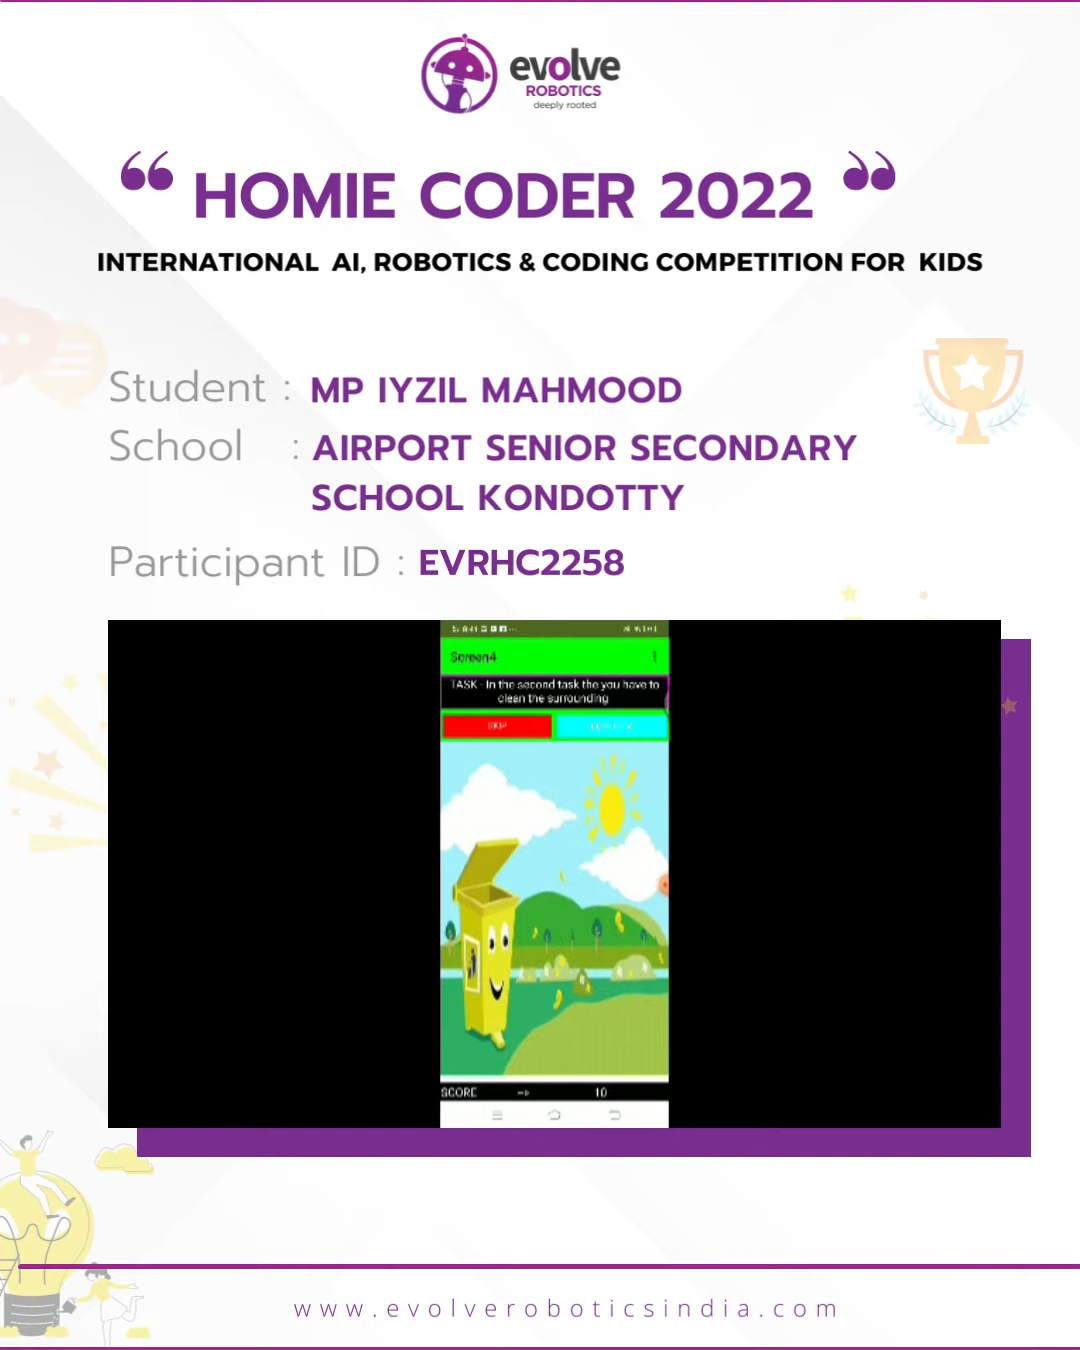 evolve
ROBOTICS
deeply rooted
“ HOMIE CODER 2022 ”
INTERNATIONAL AI, ROBOTICS & CODING COMPETITION FOR KIDS
Student : MP IYZIL MAHMOOD
School : AIRPORT SENIOR SECONDARY
SCHOOL KONDOTTY
Participant ID : EVRHC2258
Screen4
TASK - In the second task the you have to
clean the surrounding
SKIP
SCORE => 10
www.evolveroboticsindia.com